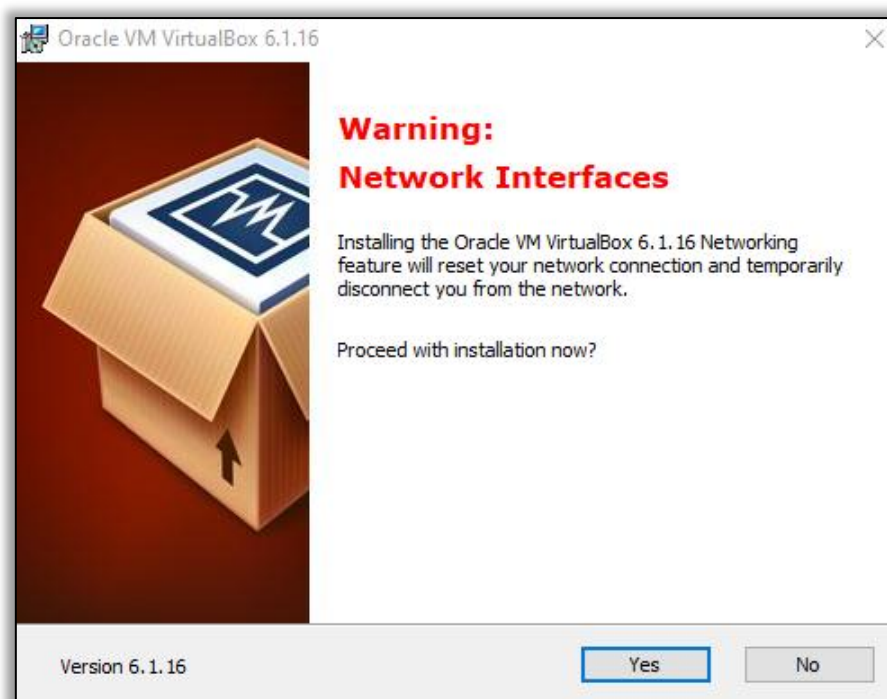 Oracle VM VirtualBox 6.1.16
Warning:
Network Interfaces
Installing the Oracle VM VirtualBox 6.1.16 Networking
feature will reset your network connection and temporarily
disconnect you from the network.
Proceed with installation now?
Version 6.1.16
Yes
No